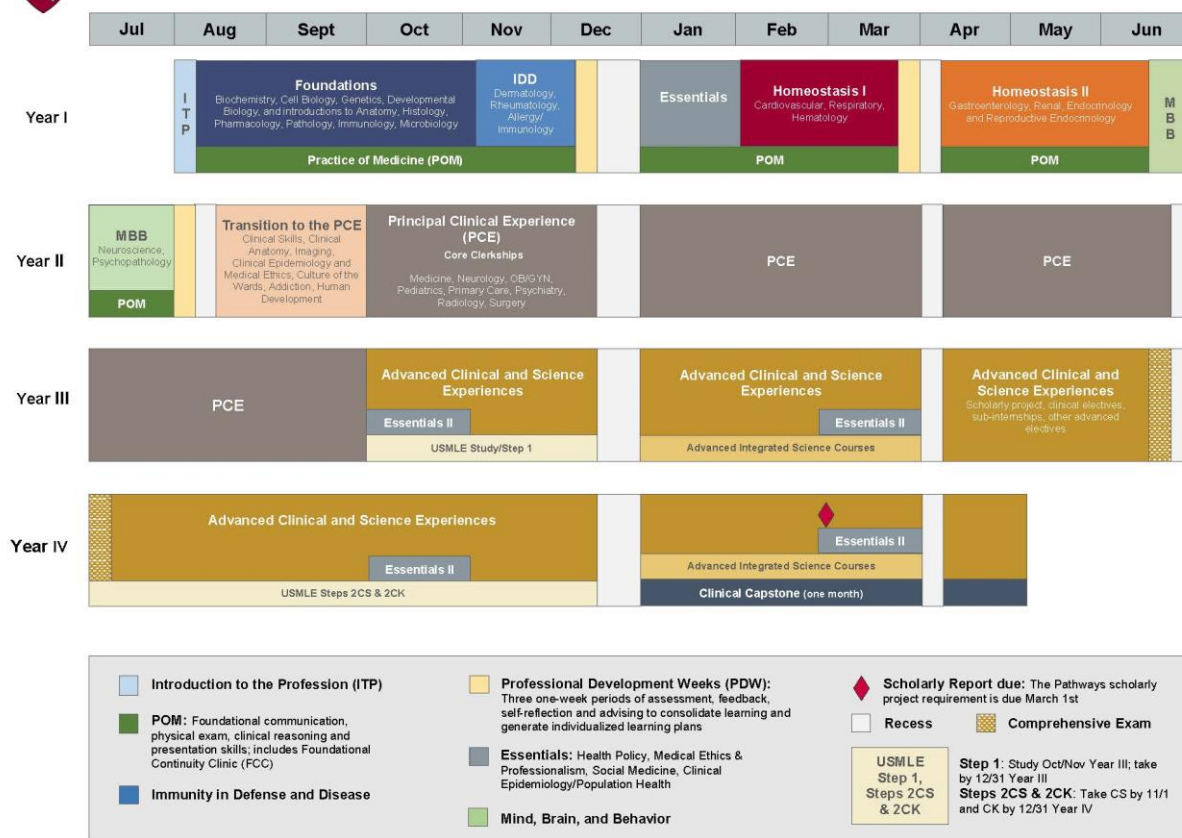 Jul Aug Sept Oct Nov Dec Jan Feb Mar Apr May Jun
Year I
I
T
P
Foundations
Biochemistry, Cell Biology, Genetics, Developmental
Biology, and introductions to Anatomy, Histology,
Pharmacology, Pathology, Immunology, Microbiology
IDD
Dermatology,
Rheumatology,
Allergy/
Immunology
Practice of Medicine (POM)
Essentials
Homeostasis I
Cardiovascular, Respiratory,
Hematology
POM
Homeostasis II
Gastroenterology, Renal, Endocrinology
and Reproductive Endocrinology
POM
M
B
B
Year II
MBB
Neuroscience,
Psychopathology
POM
Transition to the PCE
Clinical Skills, Clinical
Anatomy, Imaging,
Clinical Epidemiology and
Medical Ethics, Culture of the
Wards, Addiction, Human
Development
Principal Clinical Experience
(PCE)
Core Clerkships
Medicine, Neurology, OB/GYN,
Pediatrics, Primary Care, Psychiatry,
Radiology, Surgery
PCE
PCE
Year III
PCE
Advanced Clinical and Science
Experiences
Essentials II
USMLE Study/Step 1
Advanced Clinical and Science
Experiences
Essentials II
Advanced Integrated Science Courses
Advanced Clinical and
Science Experiences
Scholarly project, clinical electives,
sub-internships, other advanced
electives
Year IV
Advanced Clinical and Science Experiences
Essentials II
USMLE Steps 2CS & 2CK
Essentials II
Advanced Integrated Science Courses
Clinical Capstone (one month)
Introduction to the Profession (ITP)
POM: Foundational communication,
physical exam, clinical reasoning and
presentation skills; includes Foundational
Continuity Clinic (FCC)
Immunity in Defense and Disease
Professional Development Weeks (PDW):
Three one-week periods of assessment, feedback,
self-reflection and advising to consolidate learning and
generate individualized learning plans
Essentials: Health Policy, Medical Ethics &
Professionalism, Social Medicine, Clinical
Epidemiology/Population Health
Mind, Brain, and Behavior
Scholarly Report due: The Pathways scholarly
project requirement is due March 1st
Recess
Comprehensive Exam
USMLE
Step 1,
Steps 2CS
& 2CK
Step 1: Study Oct/Nov Year III; take
by 12/31 Year III
Steps 2CS & 2CK: Take CS by 11/1
and CK by 12/31 Year IV